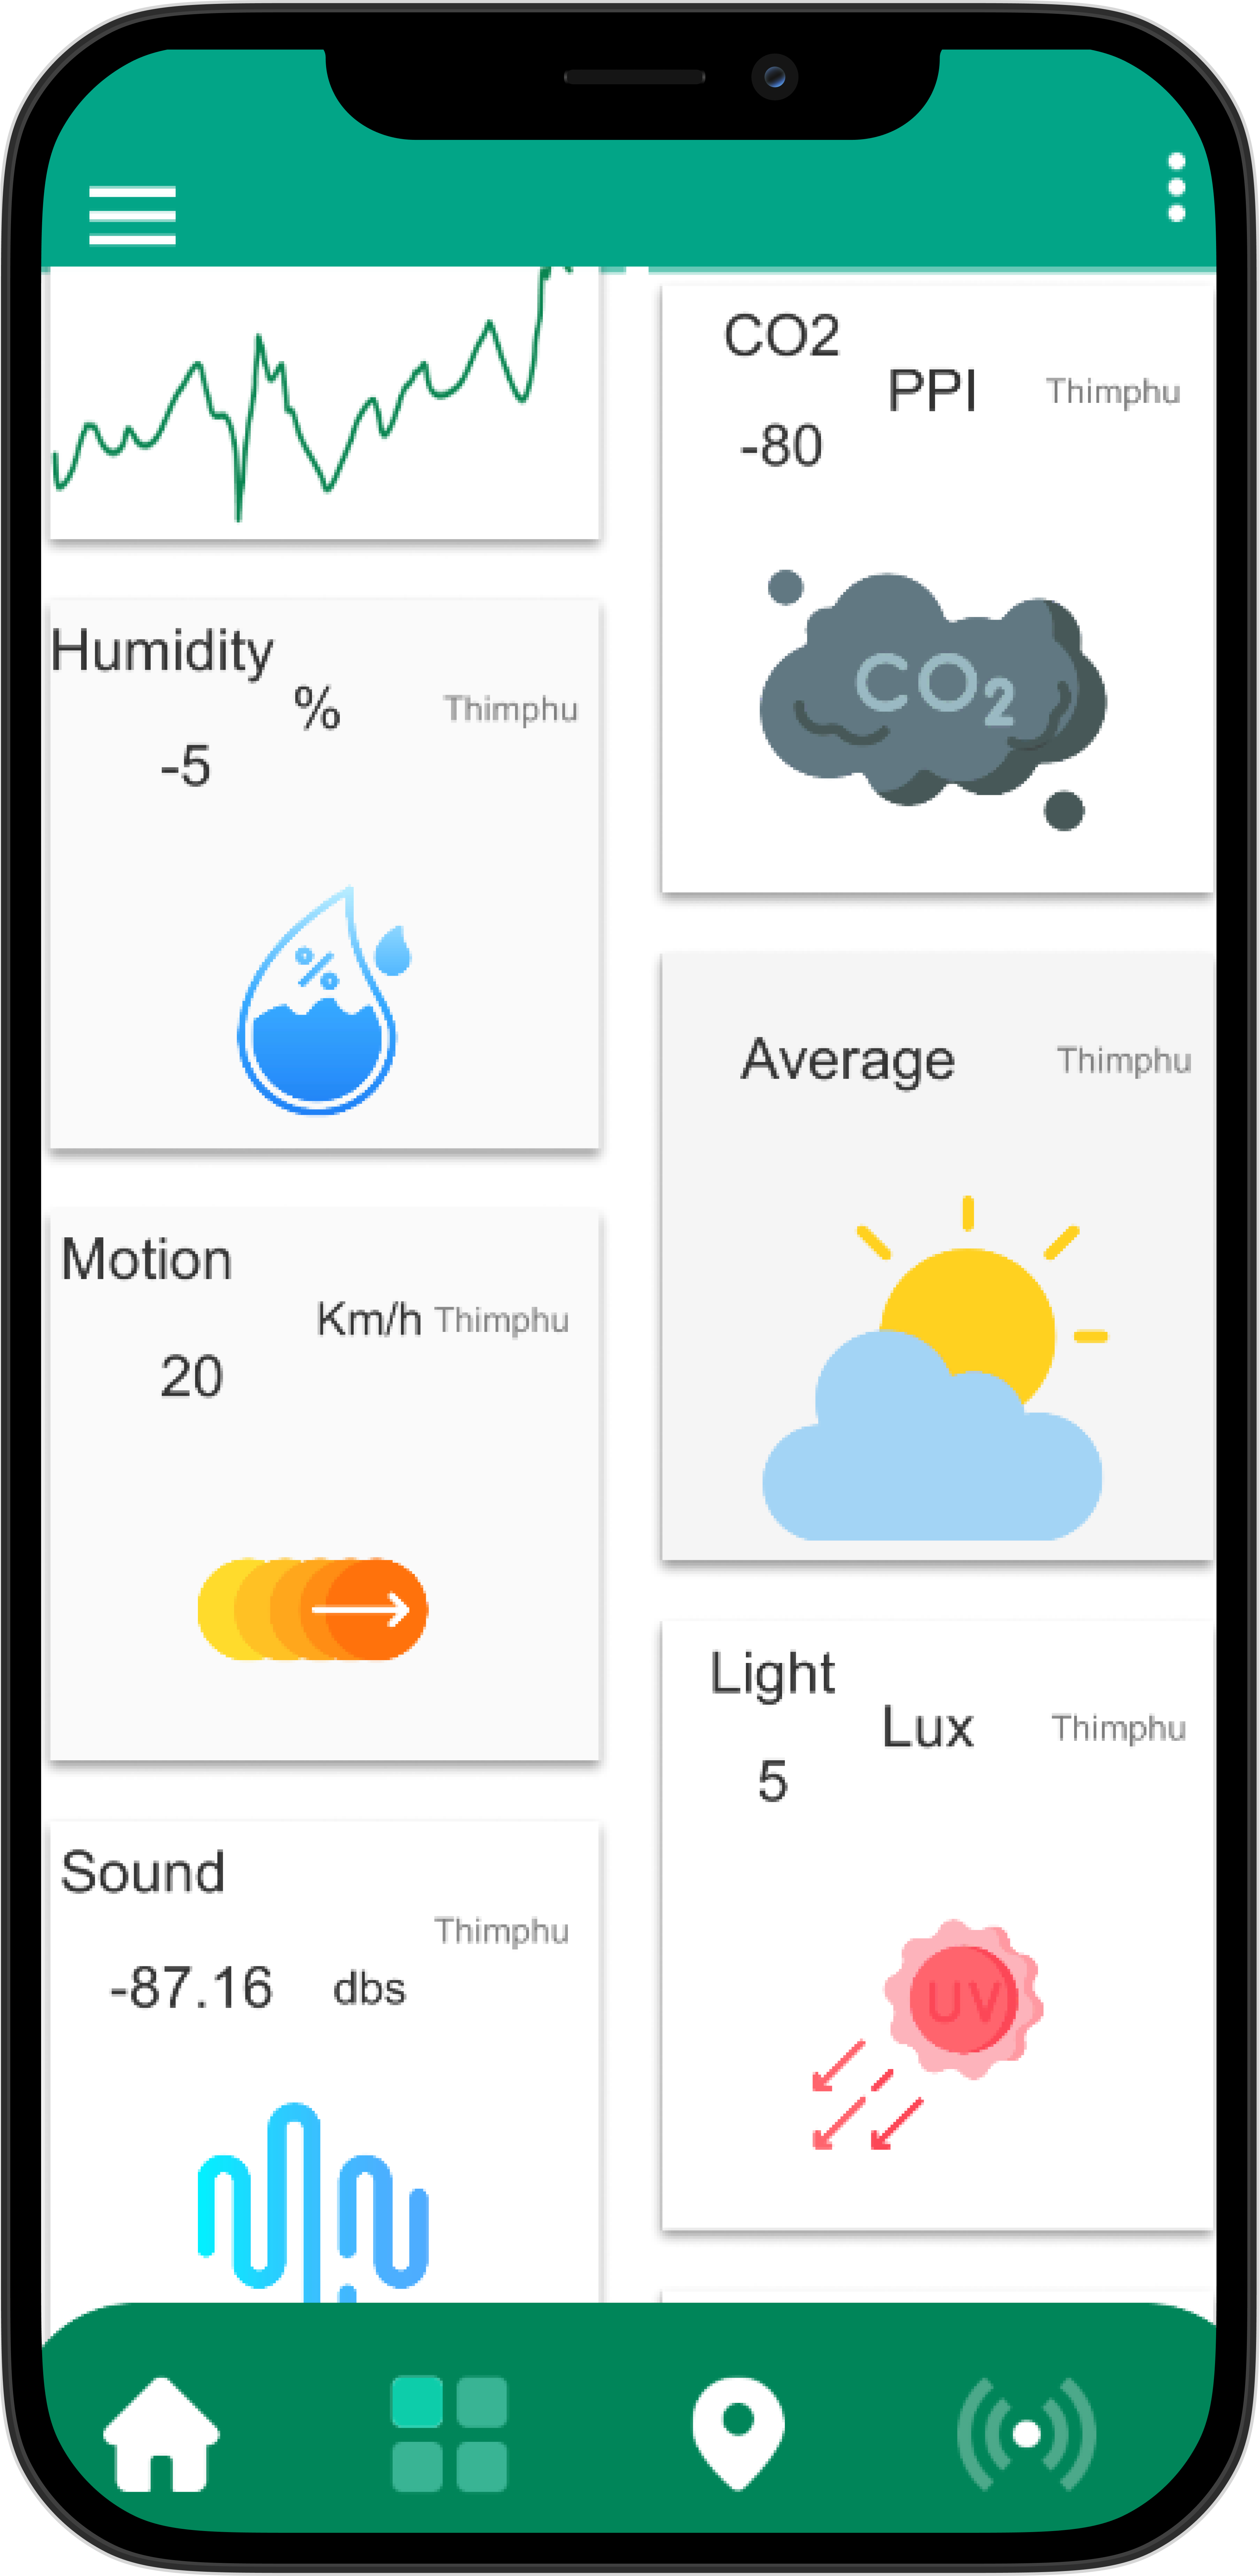 CO2
PPI Thimphu
-80
CO2
Humidity
% Thimphu
-5
%
Average Thimphu
Motion
Km/h Thimphu
20
Light
Lux Thimphu
5
UV
Sound
Thimphu
-87.16 dbs